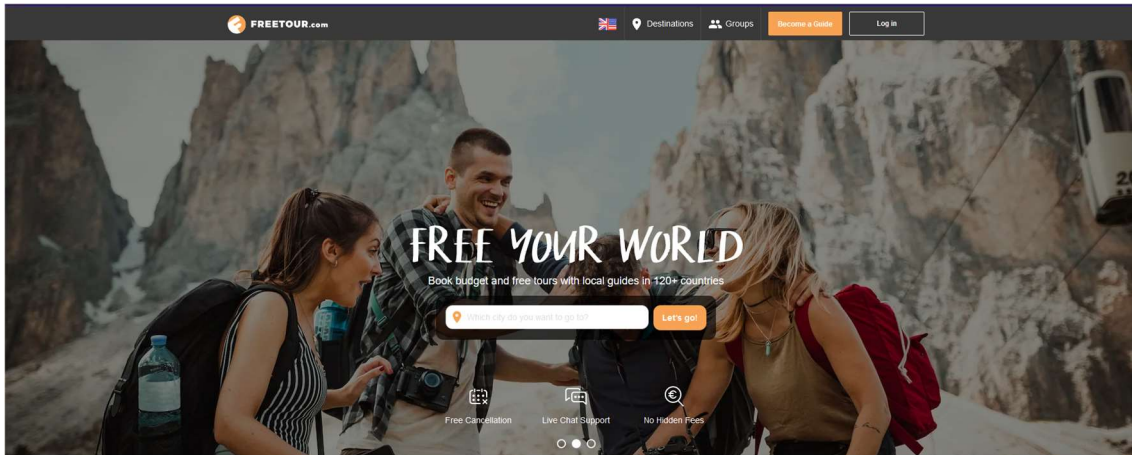 FREETOUR.com
Destinations
Groups
Become a Guide
Log in
FREE YOUR WORLD
Book budget and free tours with local guides in 120+ countries
Which city do you want to go to?
Let's go!
Free Cancellation
Live Chat Support
No Hidden Fees